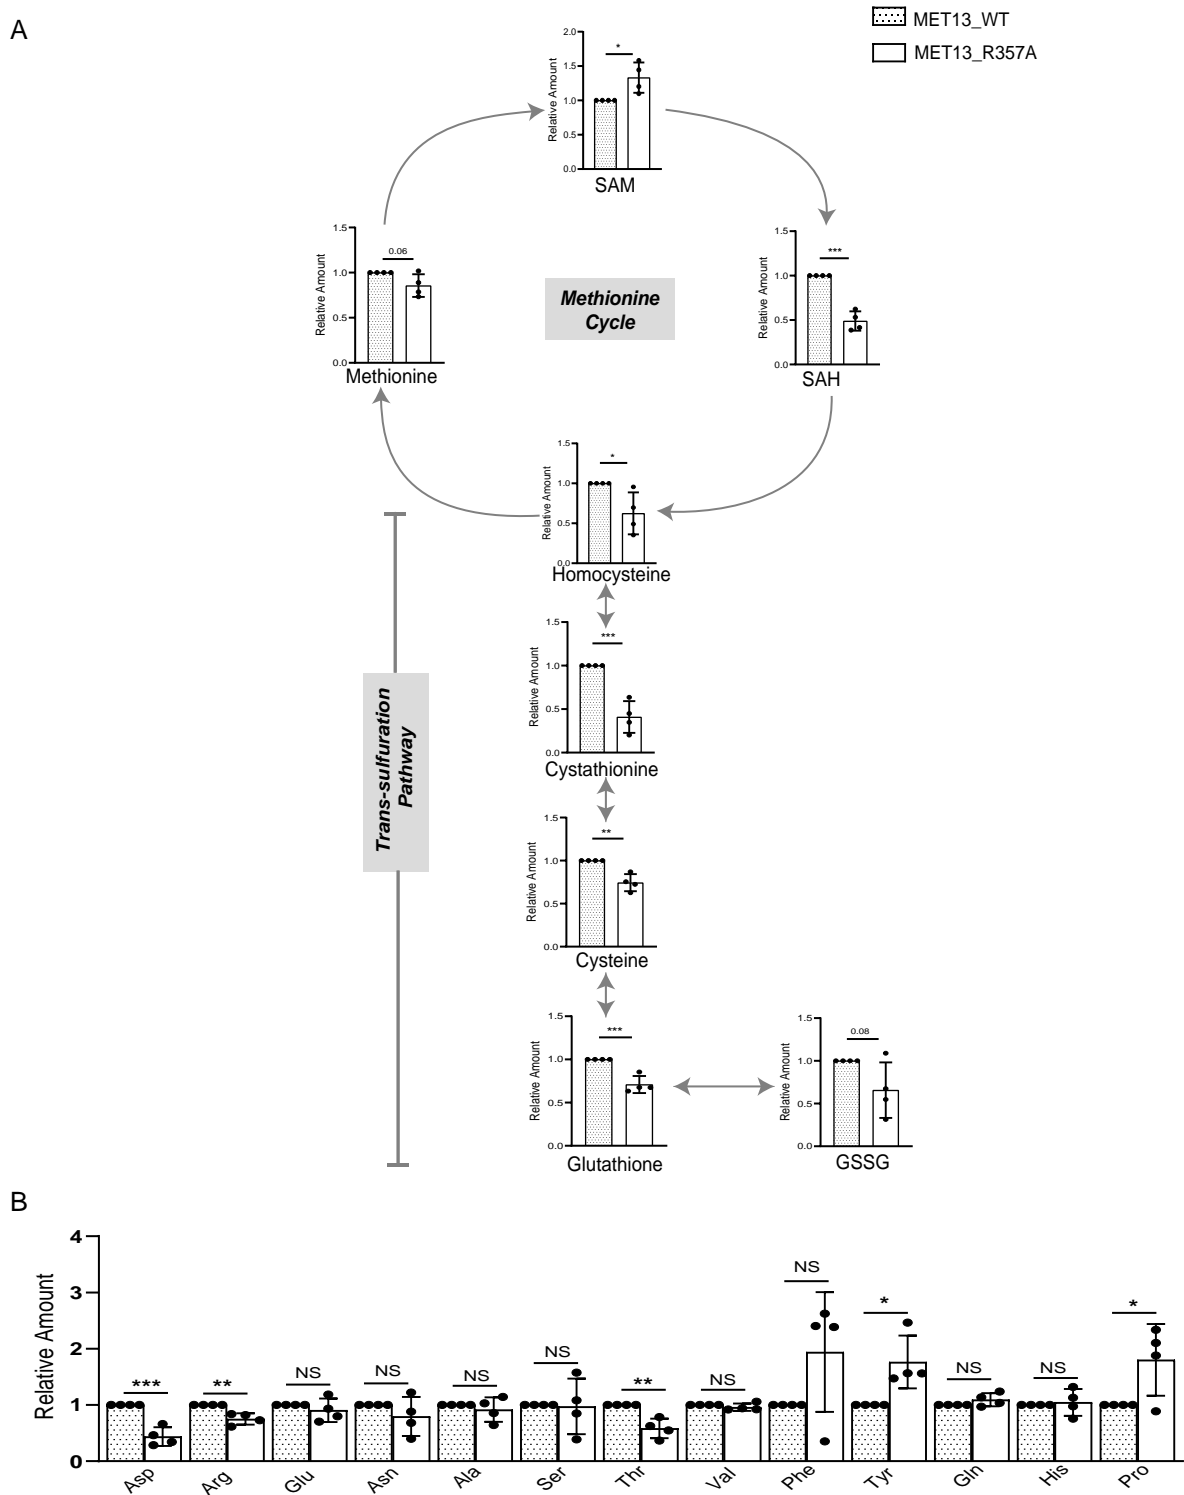 A
MET13_WT
MET13_R357A
Relative Amount
2.0
1.5
1.0
0.5
0.0
*
SAM
Relative Amount
1.5
1.0
0.5
0.0
0.06
Methionine
Methionine
Cycle
Relative Amount
1.5
1.0
0.5
0.0
***
SAH
Relative Amount
1.5
1.0
0.5
0.0
*
Homocysteine
Trans-sulfuration
Pathway
Relative Amount
1.5
1.0
0.5
0.0
***
Cystathionine
Relative Amount
1.5
1.0
0.5
0.0
**
Cysteine
Relative Amount
1.5
1.0
0.5
0.0
***
Glutathione
Relative Amount
1.5
1.0
0.5
0.0
0.08
GSSG
B
Relative Amount
4
3
2
1
0
*** ** NS NS NS NS ** NS NS * NS NS *
Asp Arg Glu Asn Ala Ser Thr Val Phe Tyr Gln His Pro